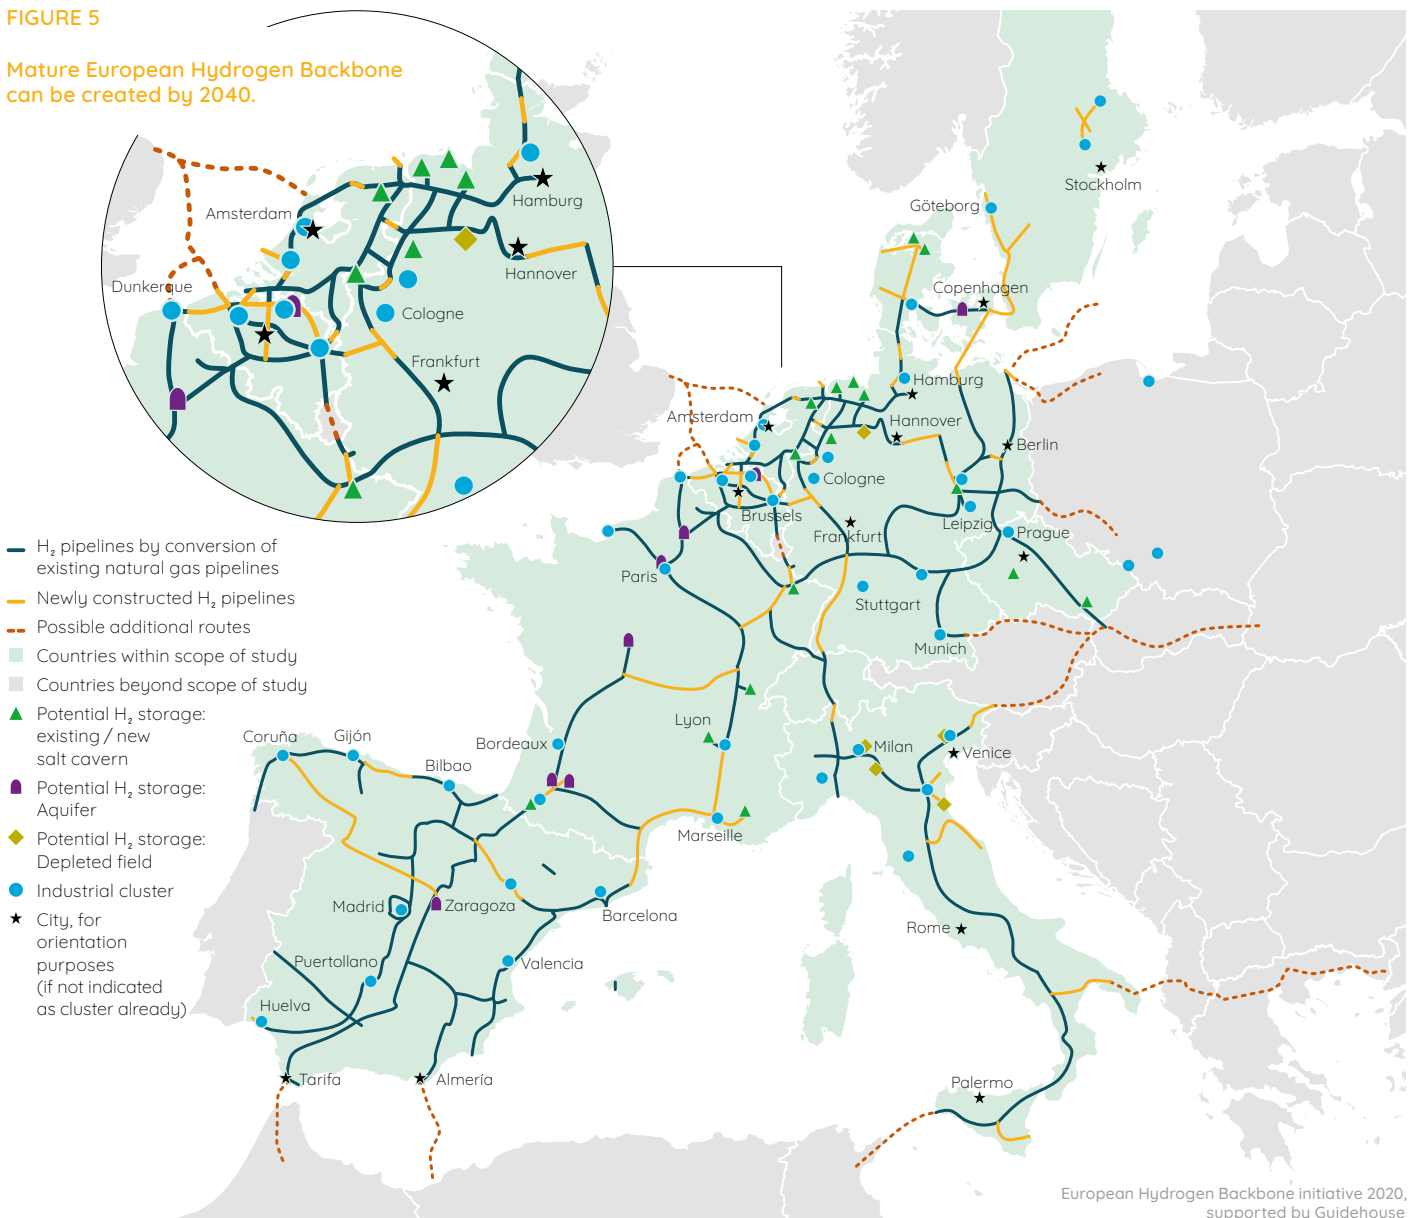 FIGURE 5
Mature European Hydrogen Backbone
can be created by 2040.
Amsterdam
Hamburg
Hannover
Dunkerque
Cologne
Frankfurt
H₂ pipelines by conversion of
existing natural gas pipelines
Newly constructed H₂ pipelines
Possible additional routes
Countries within scope of study
Countries beyond scope of study
Potential H₂ storage:
existing / new
salt cavern
Potential H₂ storage:
Aquifer
Potential H₂ storage:
Depleted field
Industrial cluster
City, for
orientation
purposes
(if not indicated
as cluster already)
Stockholm
Göteborg
Copenhagen
Hamburg
Amsterdam
Hannover
Berlin
Cologne
Brussels
Leipzig
Prague
Frankfurt
Paris
Stuttgart
Munich
Lyon
Coruña
Gijón
Bordeaux
Milan
Venice
Bilbao
Marseille
Madrid
Zaragoza
Barcelona
Rome
Puertollano
Valencia
Huelva
Tarifa
Almería
Palermo
European Hydrogen Backbone initiative 2020,
supported by Guidehouse